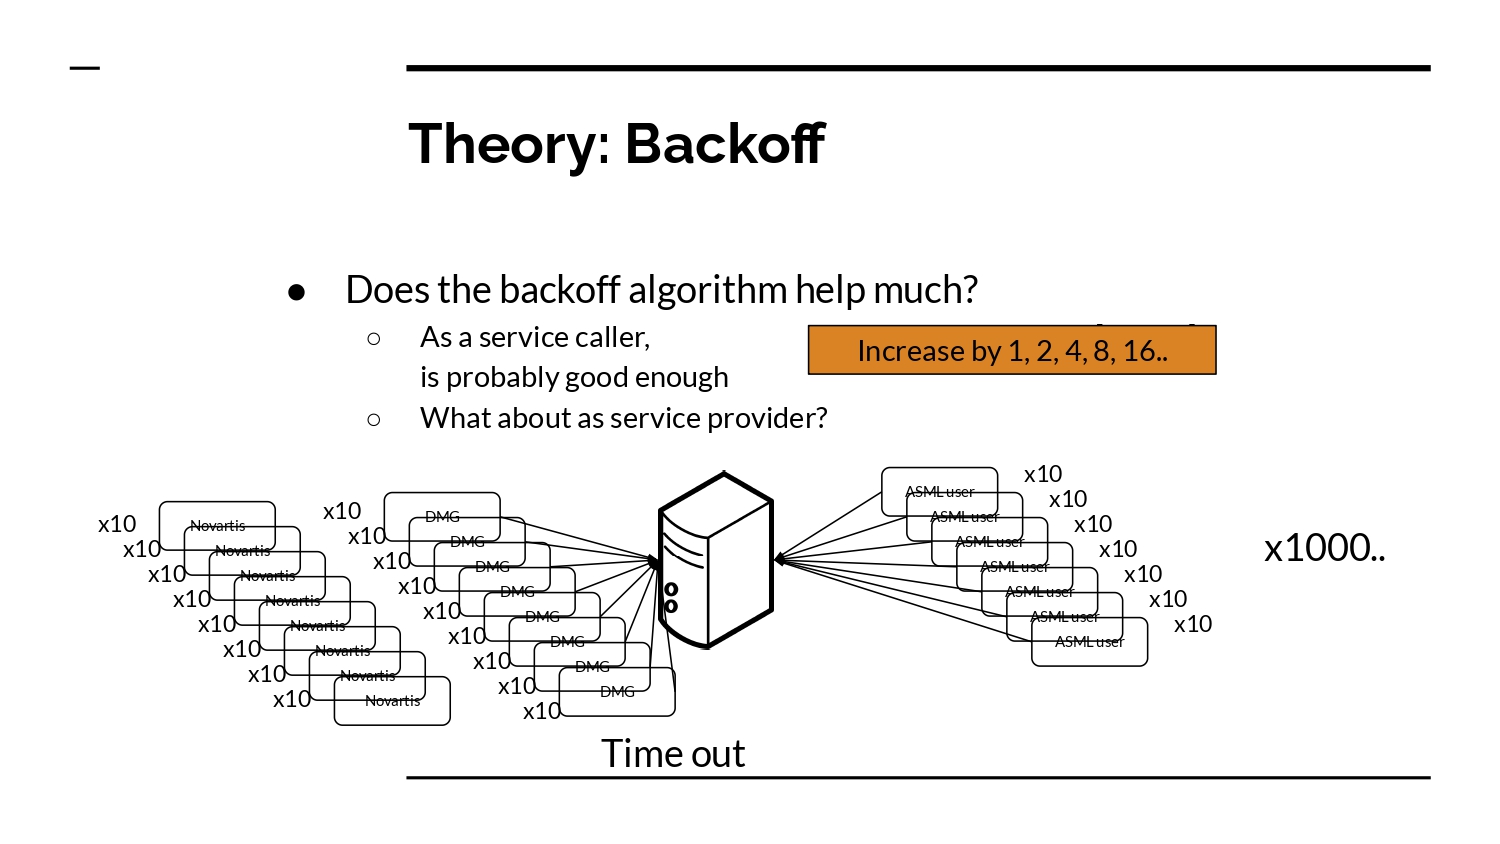 Theory: Backoff
● Does the backoff algorithm help much?
○ As a service caller,
is probably good enough
Increase by 1, 2, 4, 8, 16..
○ What about as service provider?
x10
x10
x10
x10
x10
x10
x10
x10
Novartis
Novartis
Novartis
Novartis
Novartis
Novartis
Novartis
Novartis
x10
x10
x10
x10
x10
x10
x10
x10
x10
DMG
DMG
DMG
DMG
DMG
DMG
DMG
DMG
ASML user
ASML user
ASML user
ASML user
ASML user
ASML user
ASML user
x10
x10
x10
x10
x10
x10
x10
x1000..
Time out